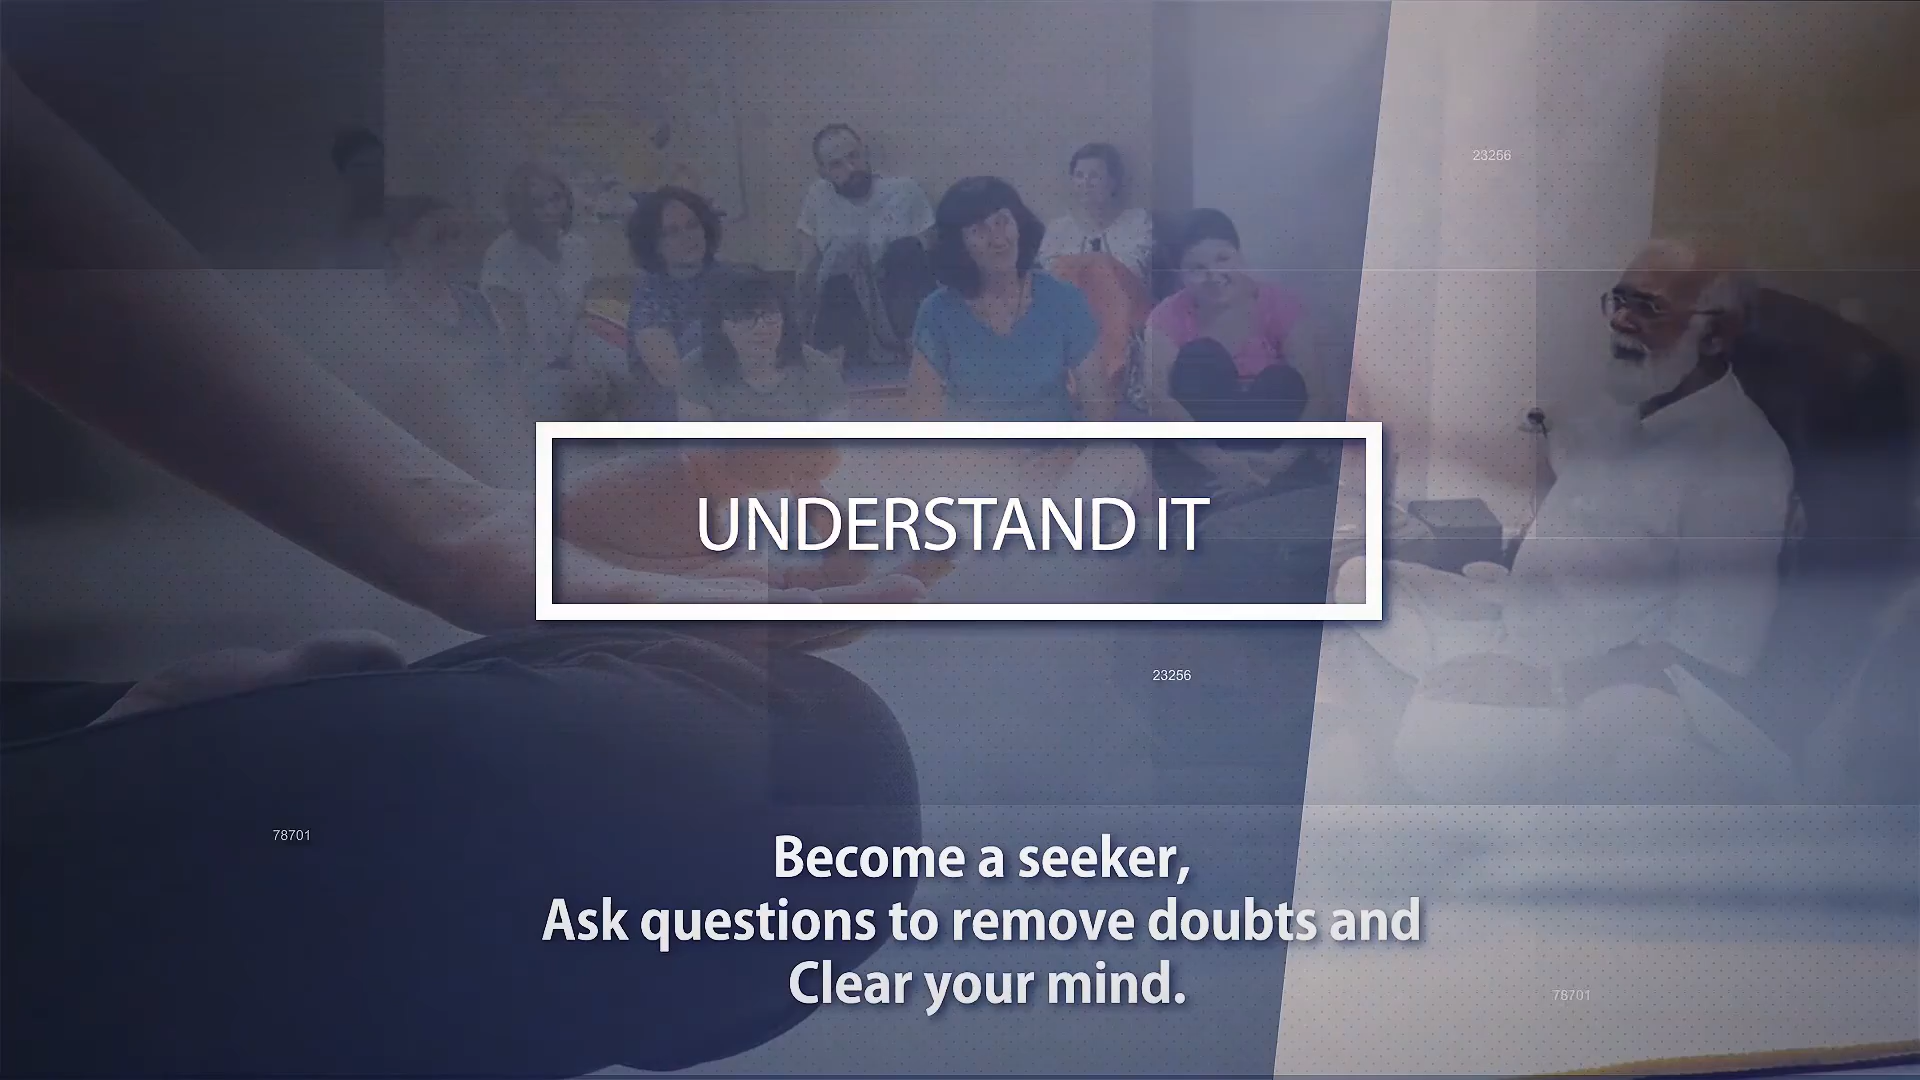 23256
UNDERSTAND IT
23256
78701
Become a seeker,
Ask questions to remove doubts and
Clear your mind.
78701